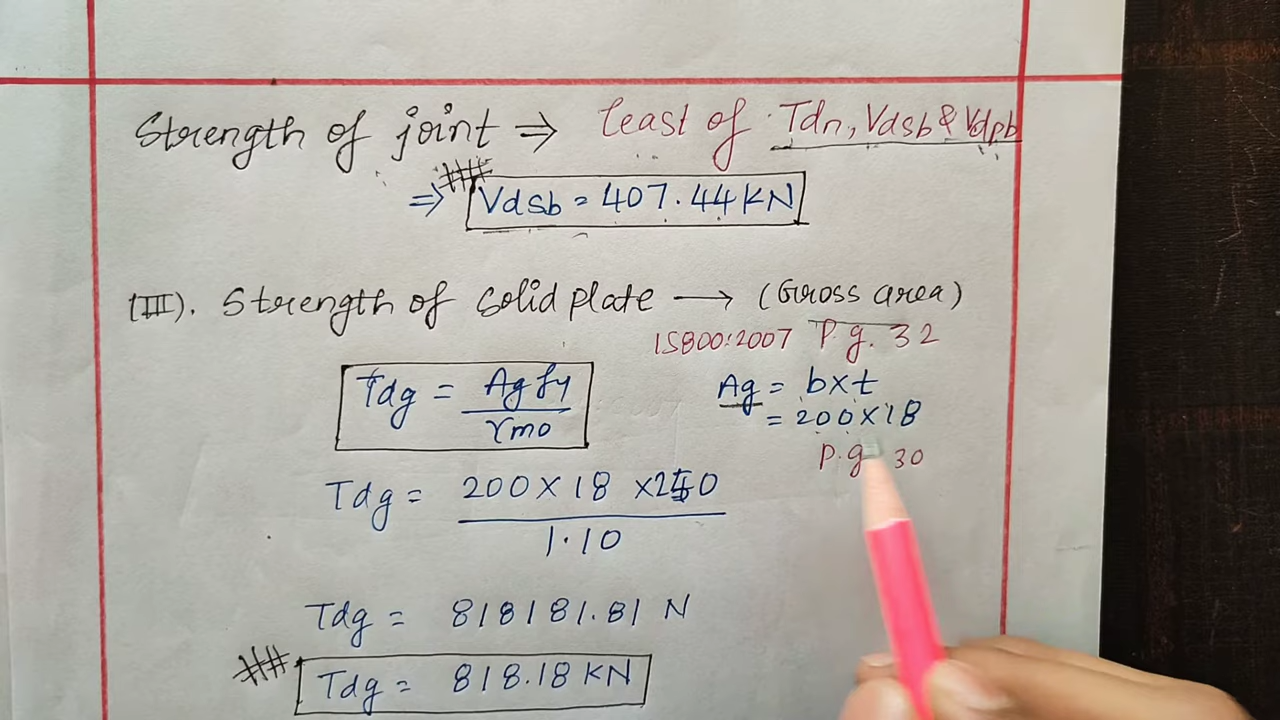 Strength of joint ⇒ least of Tdn, Vdsb & Vdpb
⇒ Vdsb = 407.44 KN
(III). Strength of solid plate → (Gross area)
IS800:2007 P.g. 32
Tdg = Ag fy / γmo
Ag = b×t
= 200×18
P.g 30
Tdg = 200 × 18 × 250 / 1.10
Tdg = 818181.81 N
Tdg = 818.18 KN